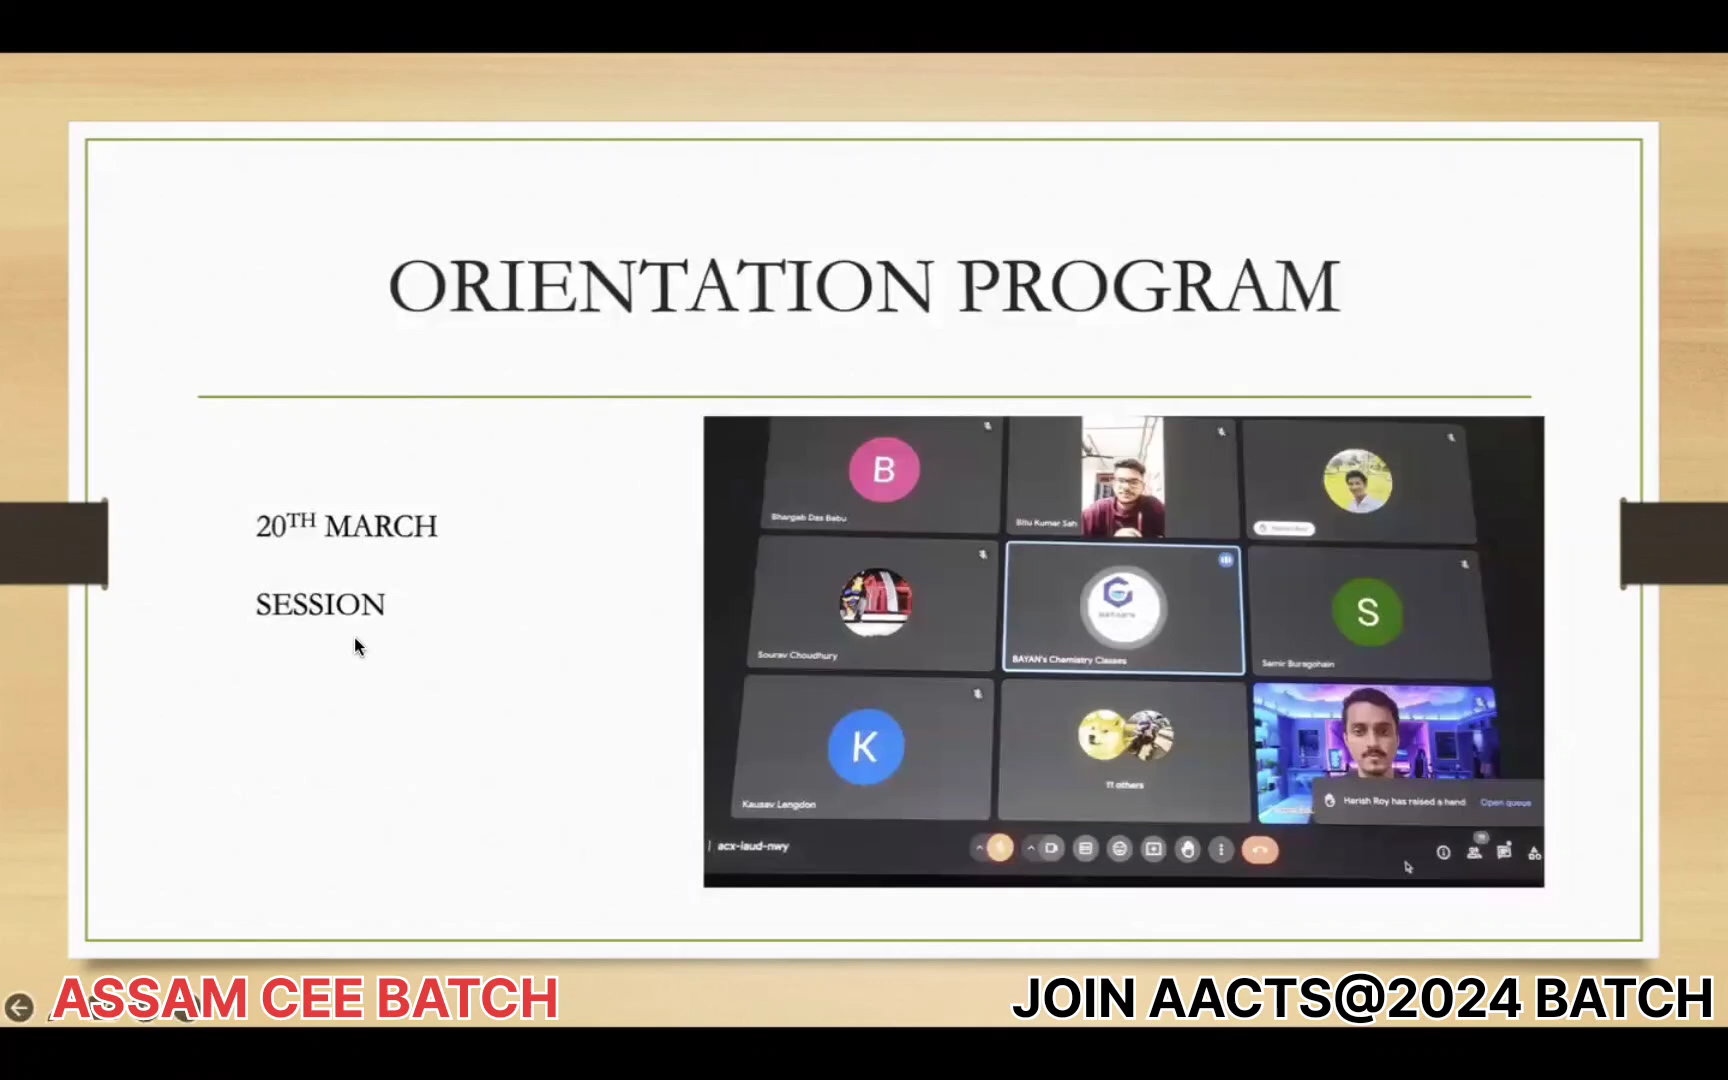 ORIENTATION PROGRAM
20TH MARCH
SESSION
B
Bhargab Das Babu
Bitu Kumar Sah
Sourav Choudhury
BAYAN's Chemistry Classes
S
Samir Buragohain
K
Kausav Langdon
11 others
Harish Roy has raised a hand
Open queue
acx-iaud-nwy
ASSAM CEE BATCH
JOIN AACTS@2024 BATCH